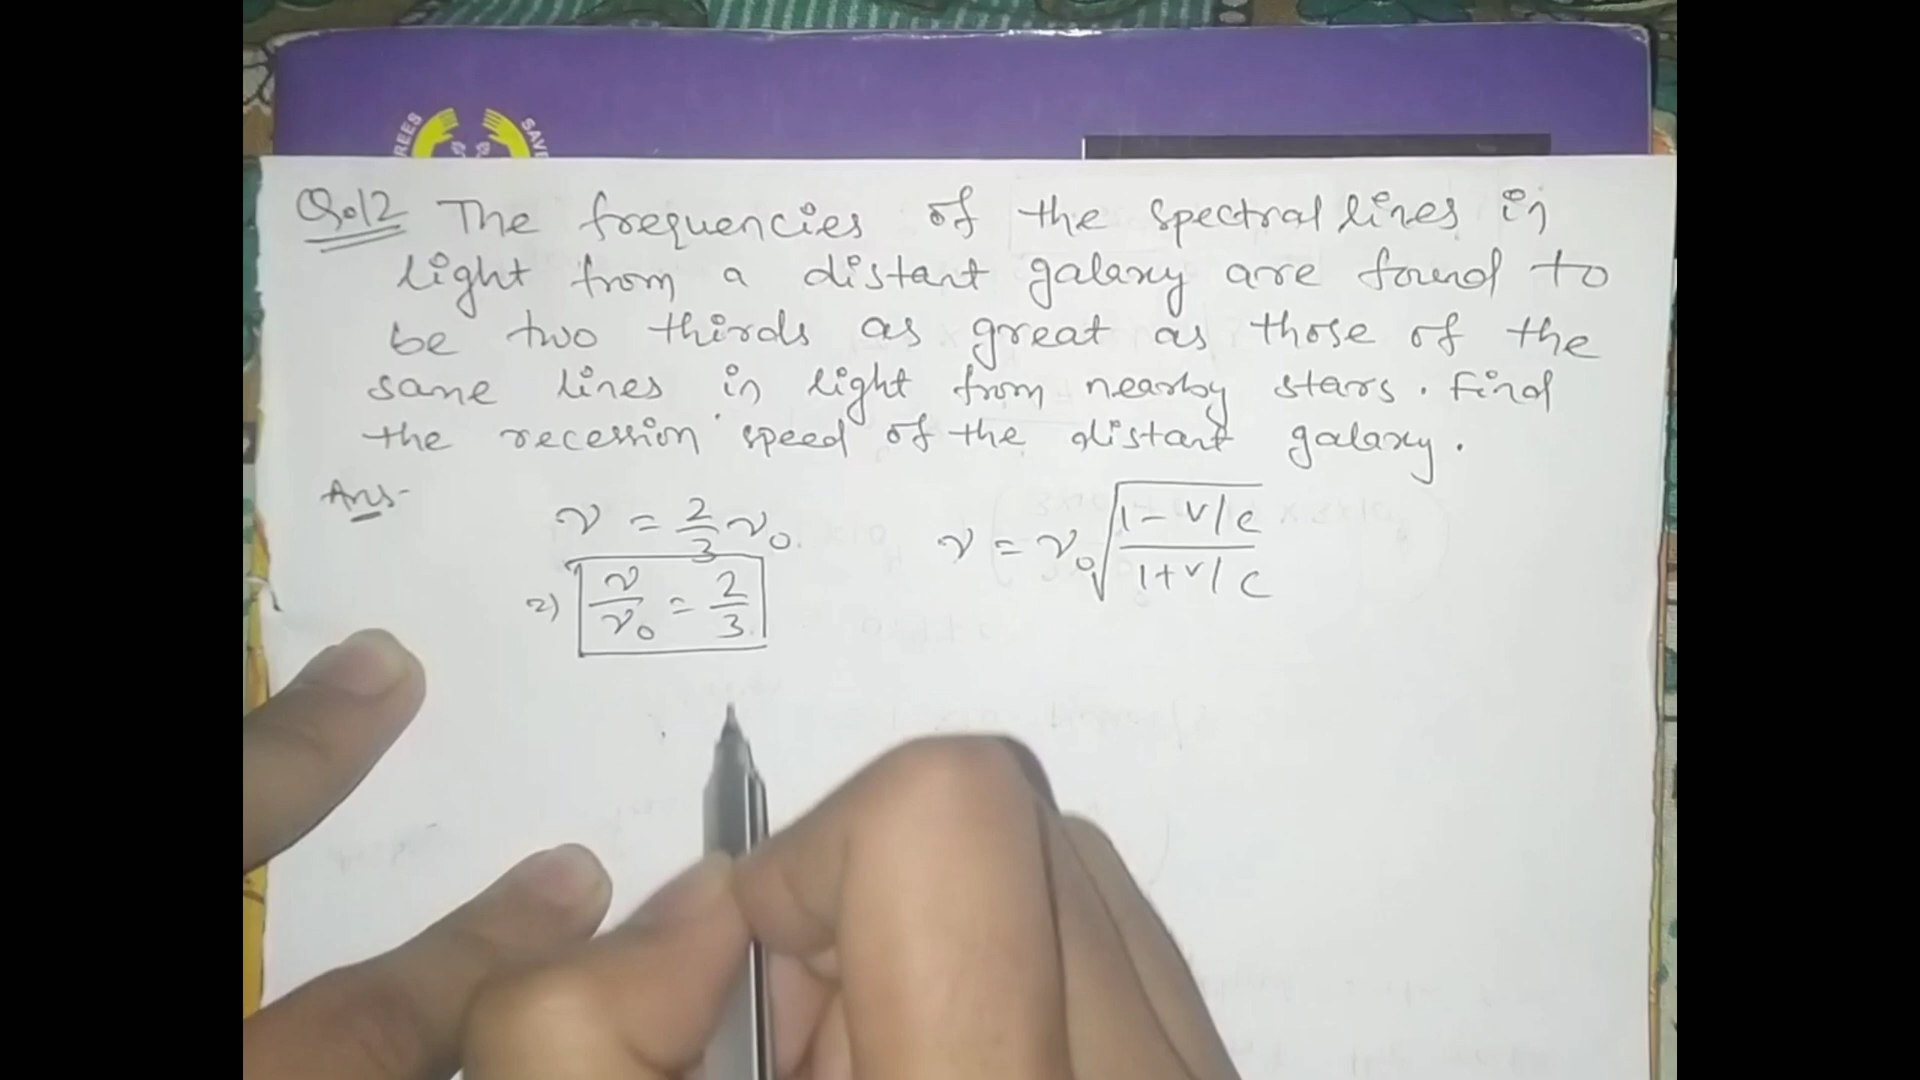 REES SAVE
Q.12 The frequencies of the spectral lines in
light from a distant galaxy are found to
be two thirds as great as those of the
same lines in light from nearby stars. Find
the recession speed of the distant galaxy.
Ans-
ν = 2/3 ν₀
ν = ν₀ √(1 - v/c / 1 + v/c)
⇒) ν/ν₀ = 2/3